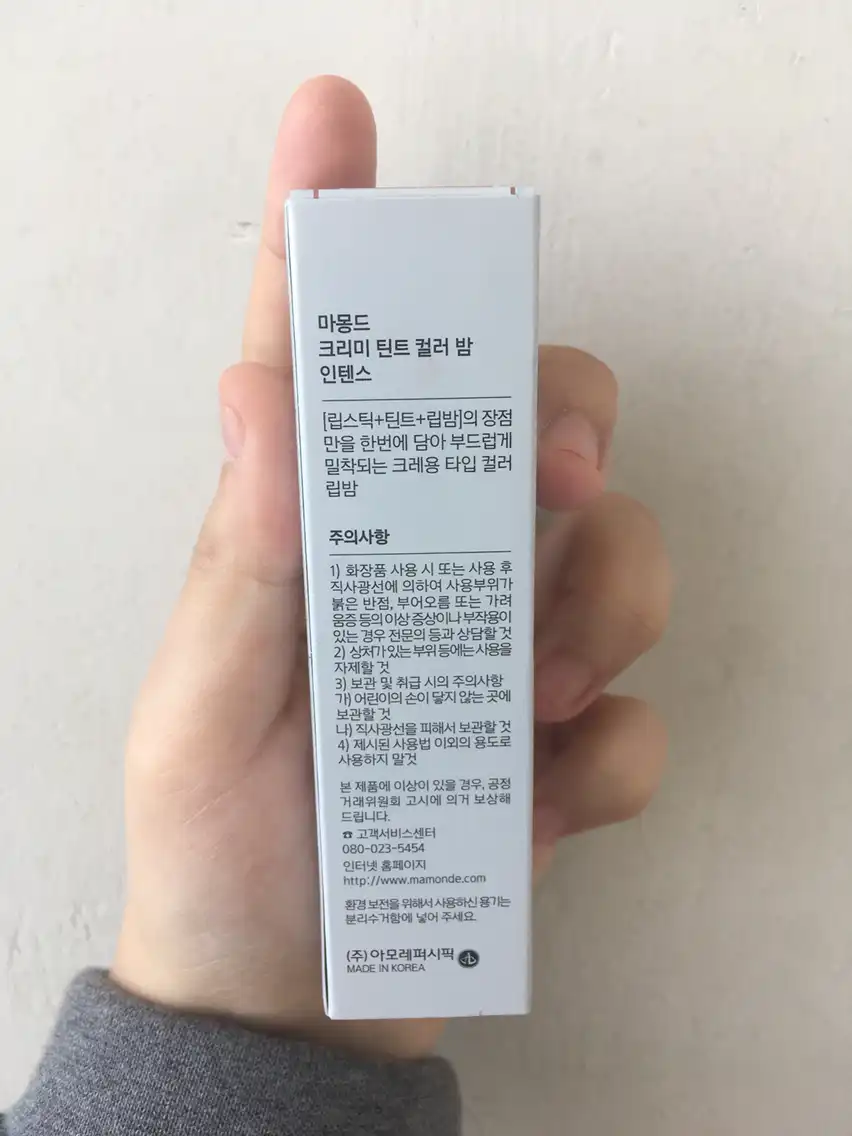 마몽드
크리미 틴트 컬러 밤
인텐스
[립스틱+틴트+립밤]의 장점
만을 한번에 담아 부드럽게
밀착되는 크레용 타입 컬러
립밤
주의사항
1) 화장품 사용 시 또는 사용 후
직사광선에 의하여 사용부위가
붉은 반점, 부어오름 또는 가려
움증 등의 이상 증상이나 부작용이
있는 경우 전문의 등과 상담할 것
2) 상처가 있는 부위 등에는 사용을
자제할 것
3) 보관 및 취급 시의 주의사항
가) 어린이의 손이 닿지 않는 곳에
보관할 것
나) 직사광선을 피해서 보관할 것
4) 제시된 사용법 이외의 용도로
사용하지 말것
본 제품에 이상이 있을 경우, 공정
거래위원회 고시에 의거 보상해
드립니다.
☎ 고객서비스센터
080-023-5454
인터넷 홈페이지
http://www.mamonde.com
환경 보전을 위해서 사용하신 용기는
분리수거함에 넣어 주세요.
(주)아모레퍼시픽
MADE IN KOREA